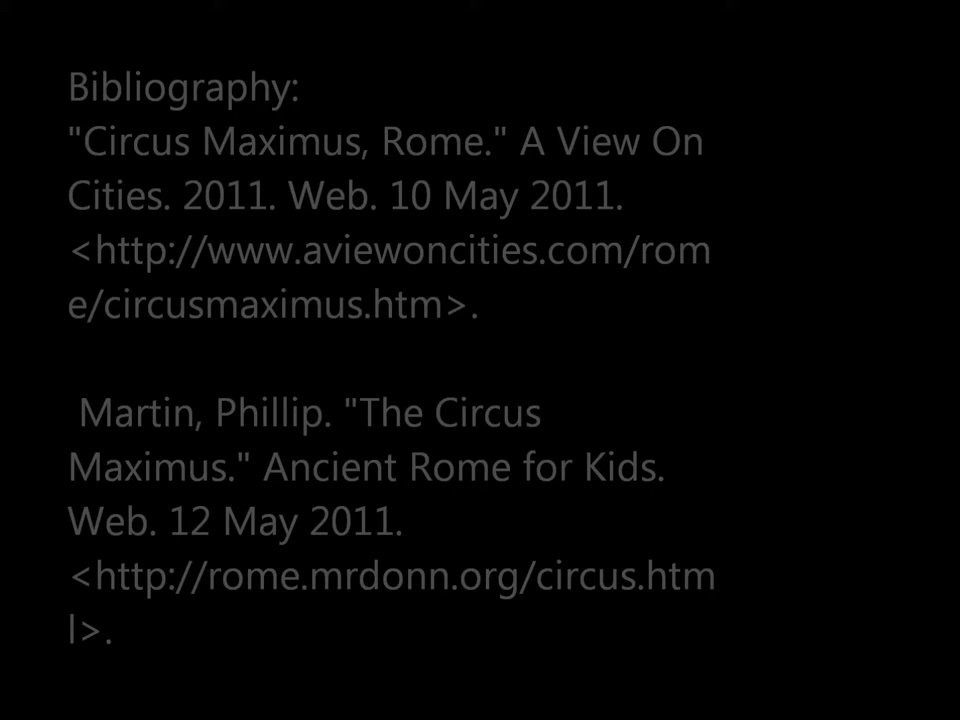 Bibliography:
"Circus Maximus, Rome." A View On
Cities. 2011. Web. 10 May 2011.
<http://www.aviewoncities.com/rom
e/circusmaximus.htm>.
Martin, Phillip. "The Circus
Maximus." Ancient Rome for Kids.
Web. 12 May 2011.
<http://rome.mrdonn.org/circus.htm
l>.